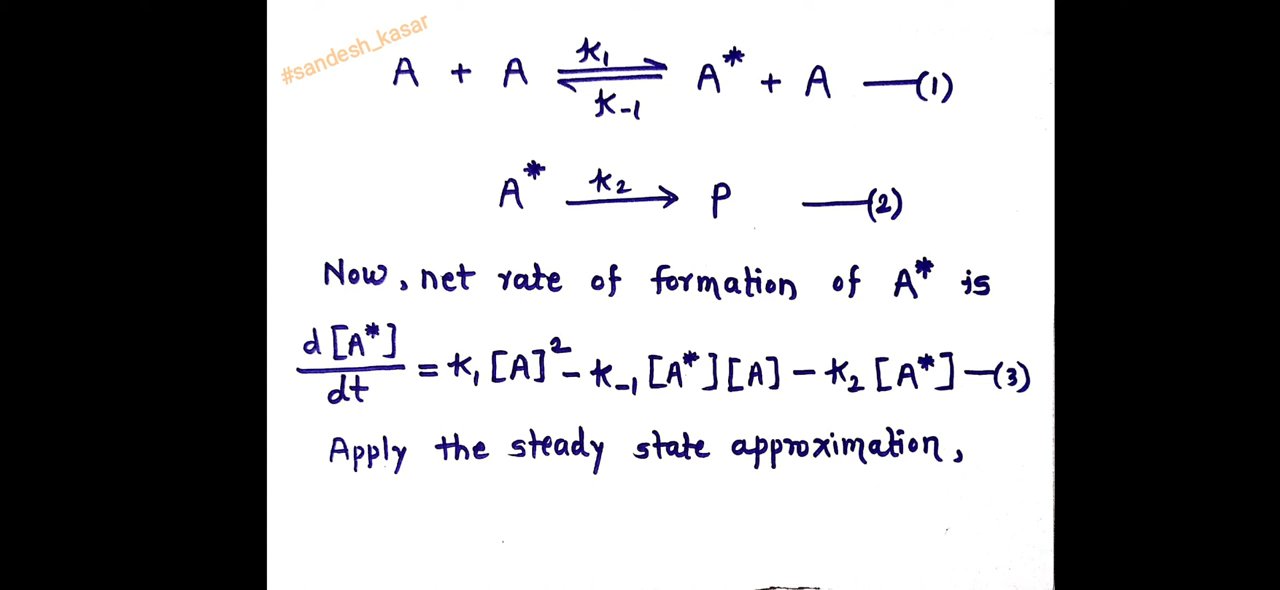 #sandesh_kasar
A + A ⇌ A* + A —(1)
k₁
k₋₁
A* → P —(2)
k₂
Now, net rate of formation of A* is
d[A*]/dt = k₁[A]² - k₋₁[A*][A] - k₂[A*] —(3)
Apply the steady state approximation,